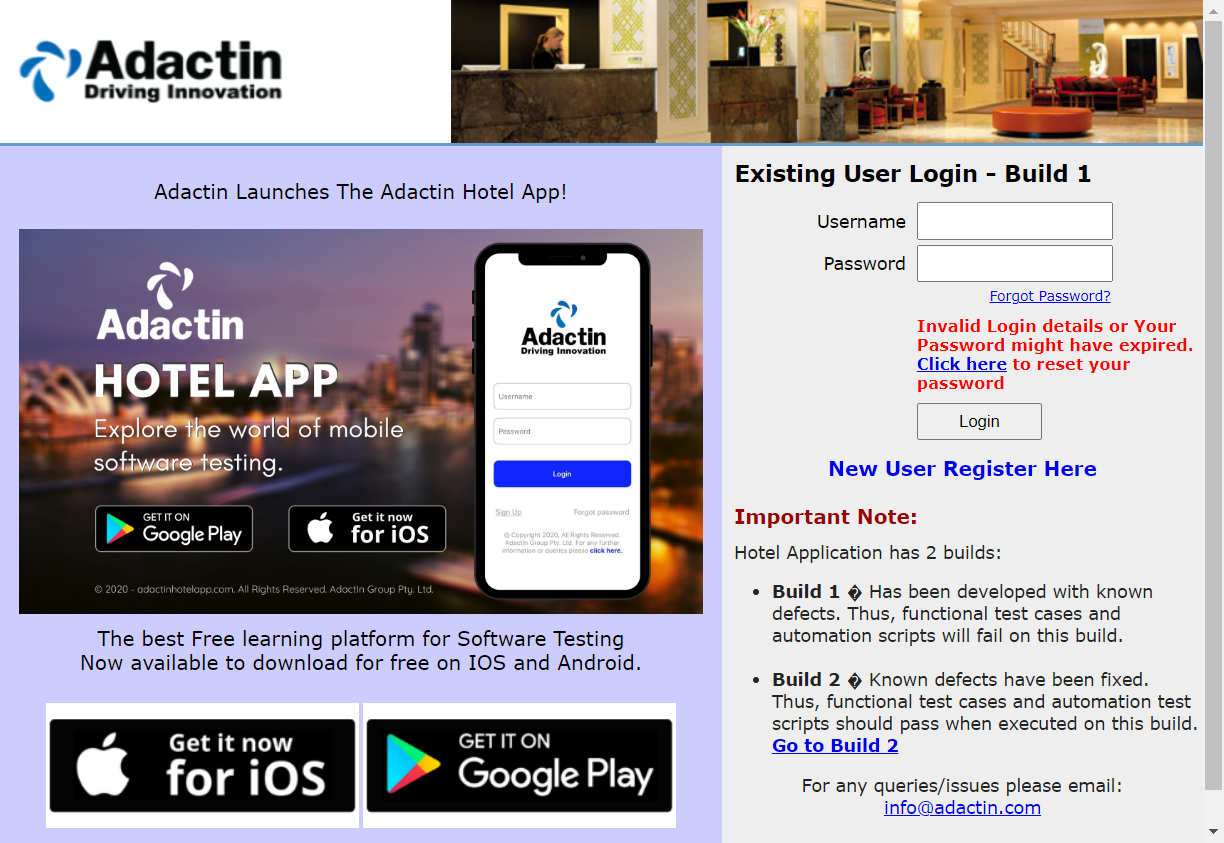 Adactin
Driving Innovation
Adactin Launches The Adactin Hotel App!
Adactin
HOTEL APP
Explore the world of mobile
software testing.
GET IT ON
Google Play
Get it now
for iOS
© 2020 - adactinhotelapp.com. All Rights Reserved. Adactin Group Pty. Ltd.
Adactin
Driving Innovation
Username
Password
Login
Sign Up
Forgot password
© Copyright 2020, All Rights Reserved.
Adactin Group Pty. Ltd. For any further
information or queries please click here.
The best Free learning platform for Software Testing
Now available to download for free on IOS and Android.
Get it now
for iOS
GET IT ON
Google Play
Existing User Login - Build 1
Username
Password
Forgot Password?
Invalid Login details or Your
Password might have expired.
Click here to reset your
password
Login
New User Register Here
Important Note:
Hotel Application has 2 builds:
• Build 1 � Has been developed with known
defects. Thus, functional test cases and
automation scripts will fail on this build.
• Build 2 � Known defects have been fixed.
Thus, functional test cases and automation test
scripts should pass when executed on this build.
Go to Build 2
For any queries/issues please email:
info@adactin.com